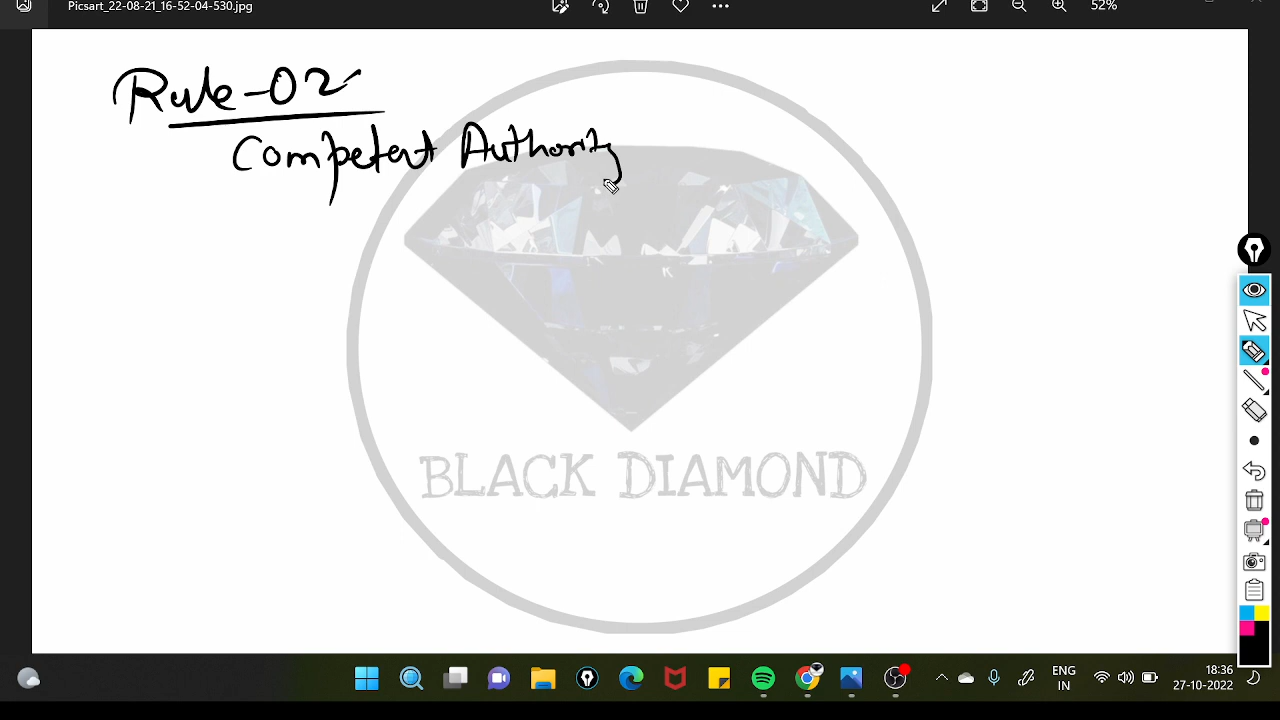 Picsart_22-08-21_16-52-04-530.jpg
52%
Rule-02
Competent Authority
BLACK DIAMOND
ENG
IN
18:36
27-10-2022